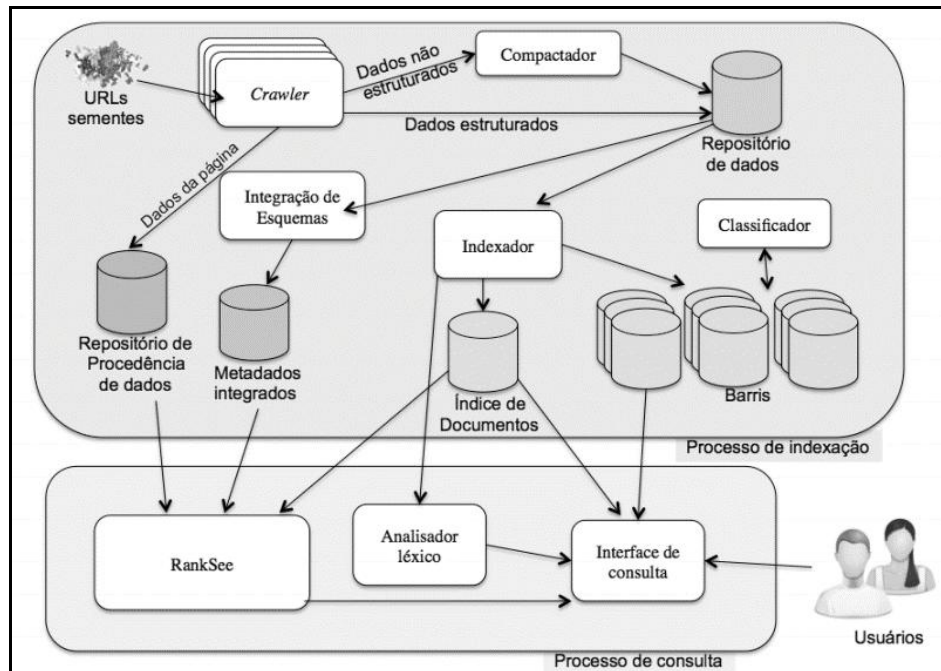 URLs
sementes
Crawler
Dados não
estruturados
Compactador
Dados estruturados
Repositório
de dados
Dados da página
Integração de
Esquemas
Indexador
Classificador
Repositório de
Procedência
de dados
Metadados
integrados
Índice de
Documentos
Barris
Processo de indexação
RankSee
Analisador
léxico
Interface de
consulta
Usuários
Processo de consulta